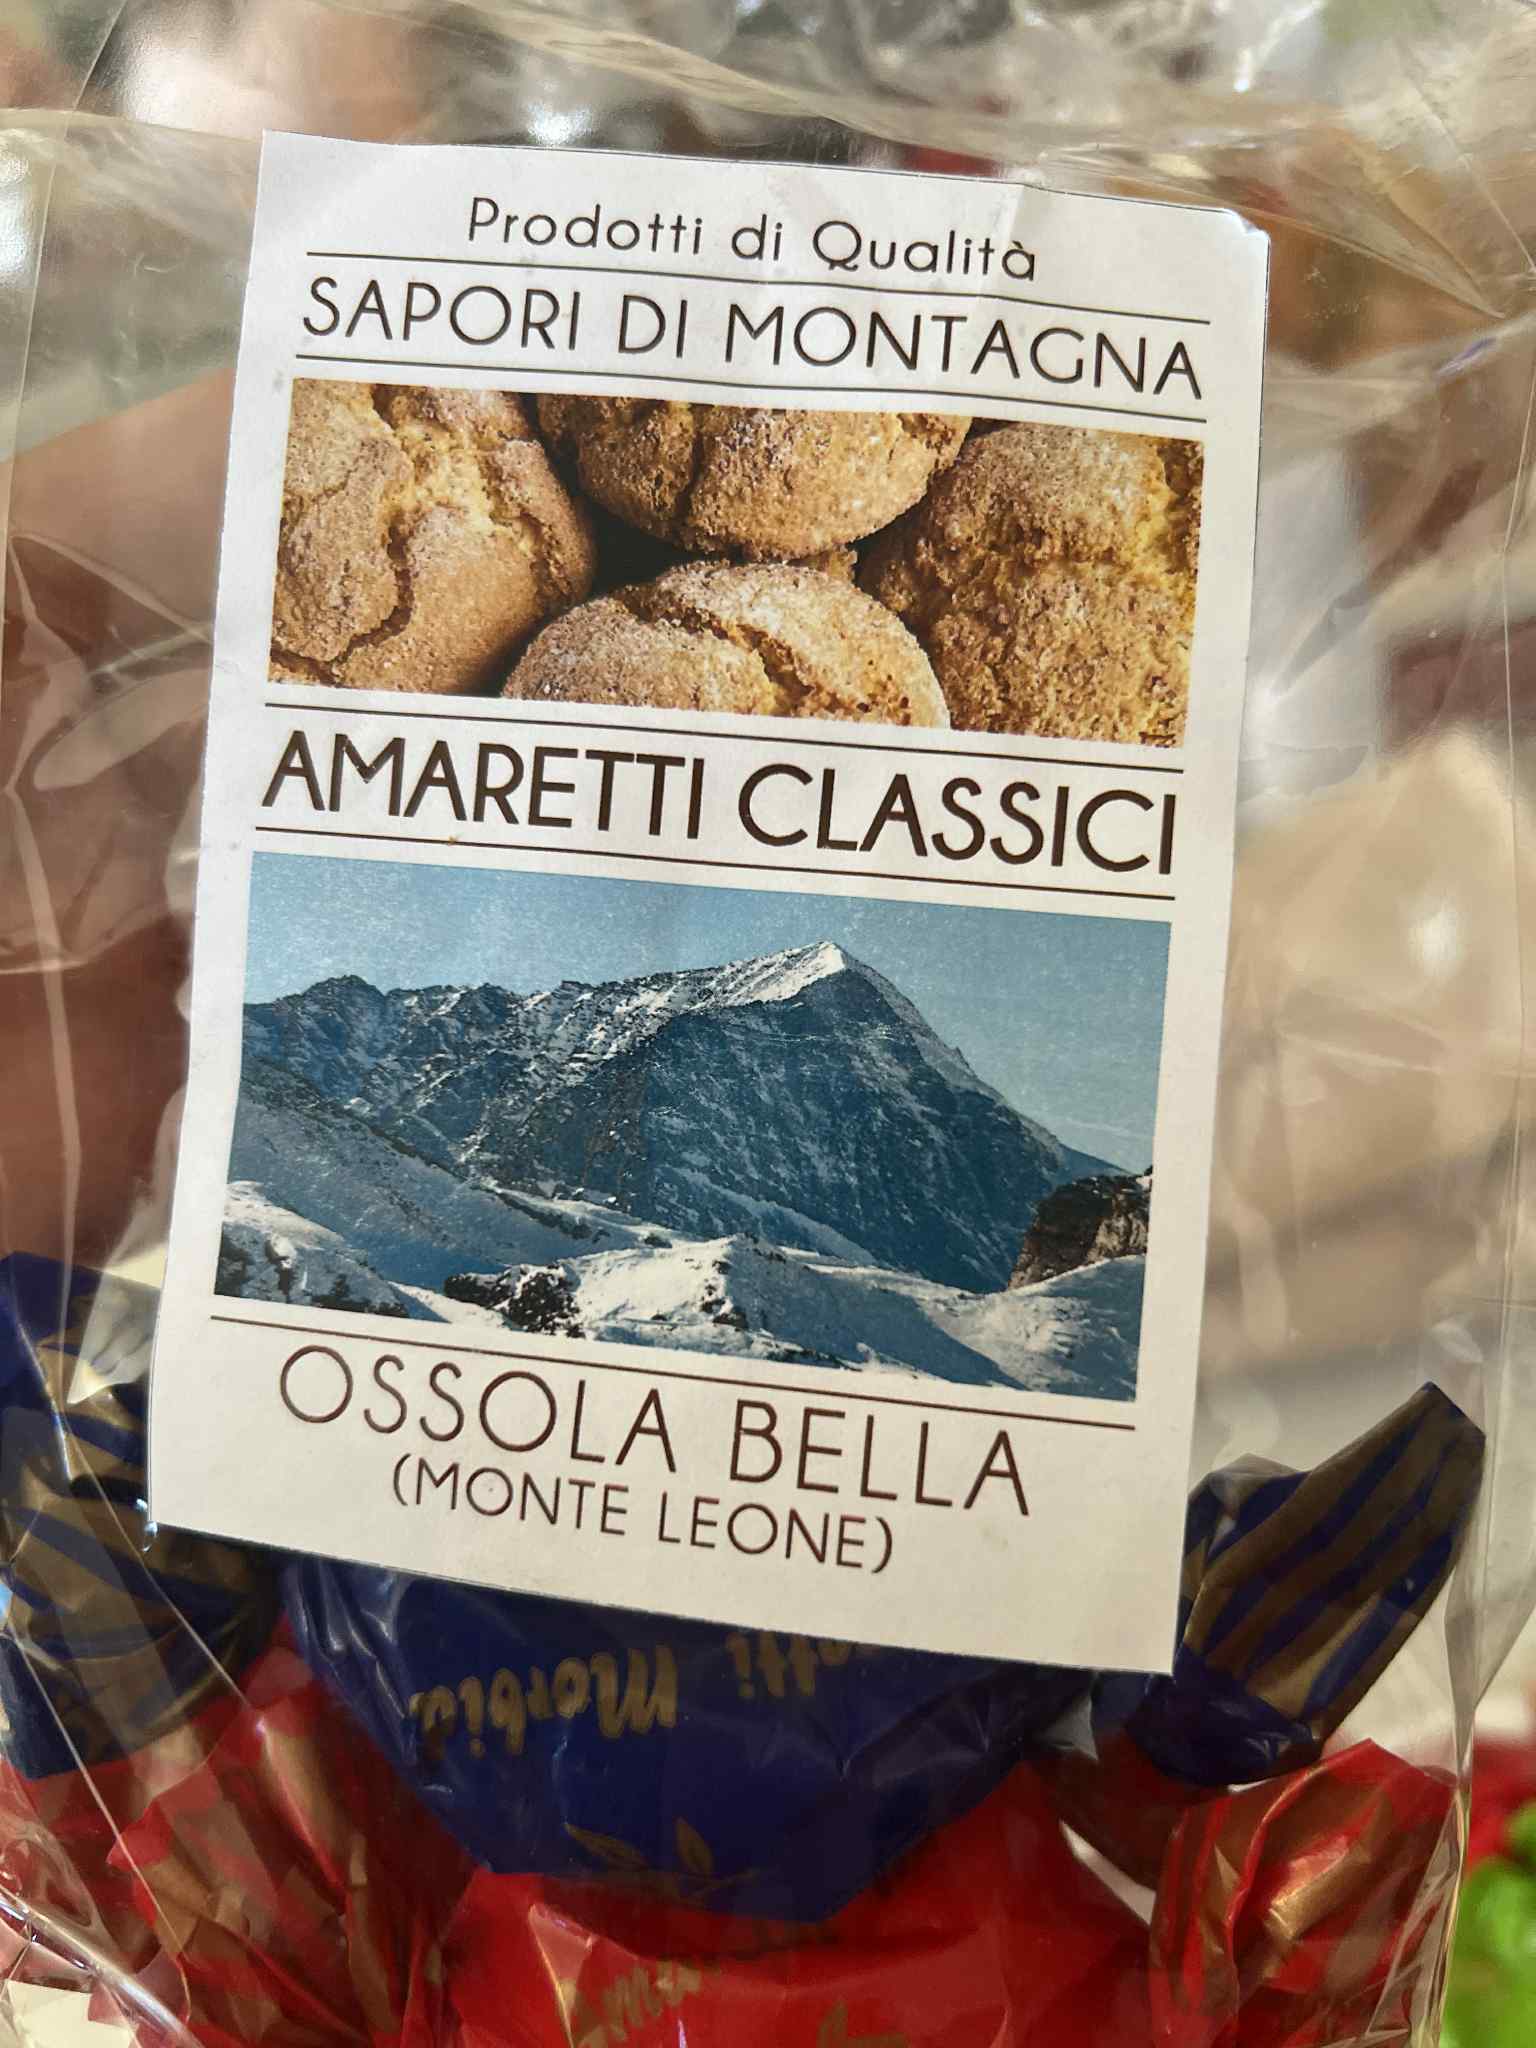 Prodotti di Qualità
SAPORI DI MONTAGNA
AMARETTI CLASSICI
OSSOLA BELLA
(MONTE LEONE)